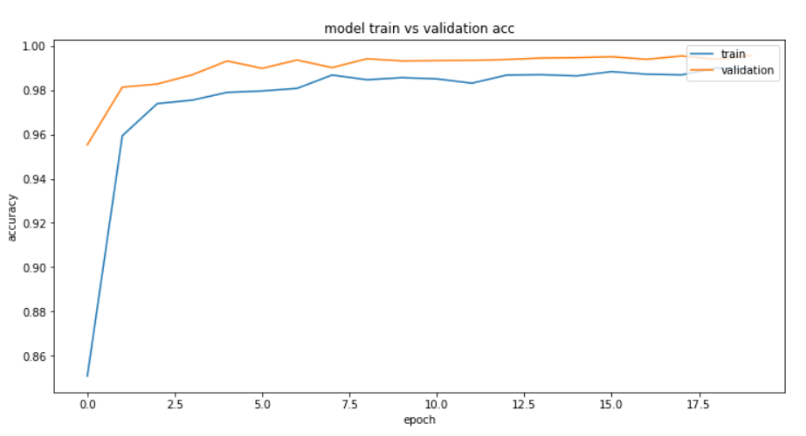 model train vs validation acc
1.00
0.98
0.96
0.94
0.92
0.90
0.88
0.86
accuracy
train
validation
0.0 2.5 5.0 7.5 10.0 12.5 15.0 17.5
epoch